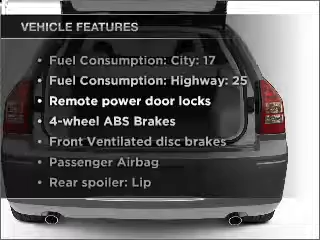 VEHICLE FEATURES
• Fuel Consumption: City: 17
• Fuel Consumption: Highway: 25
• Remote power door locks
• 4-wheel ABS Brakes
• Front Ventilated disc brakes
• Passenger Airbag
• Rear spoiler: Lip